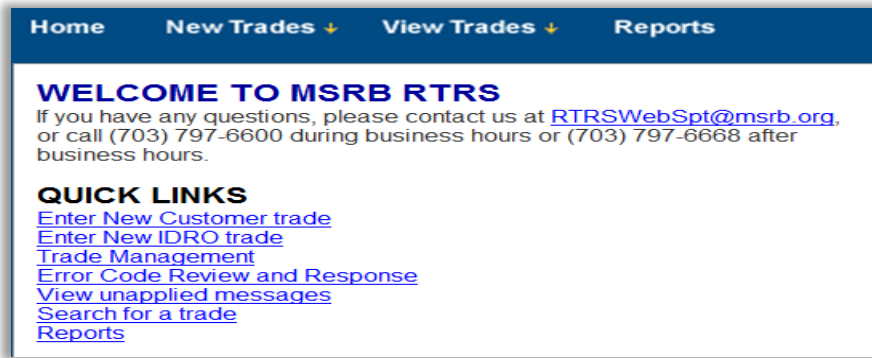 Home New Trades ↓ View Trades ↓ Reports
WELCOME TO MSRB RTRS
If you have any questions, please contact us at RTRSWebSpt@msrb.org,
or call (703) 797-6600 during business hours or (703) 797-6668 after
business hours.
QUICK LINKS
Enter New Customer trade
Enter New IDRO trade
Trade Management
Error Code Review and Response
View unapplied messages
Search for a trade
Reports